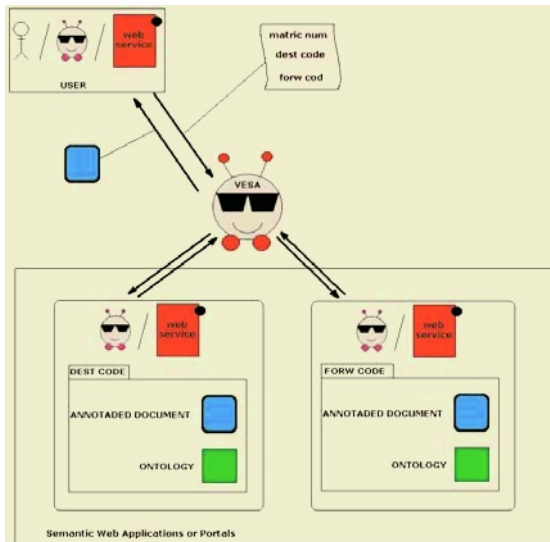 web
service
USER
matric num
dest code
forw cod
VESA
web
service
DEST CODE
ANNOTADED DOCUMENT
ONTOLOGY
web
service
FORW CODE
ANNOTADED DOCUMENT
ONTOLOGY
Semantic Web Applications or Portals